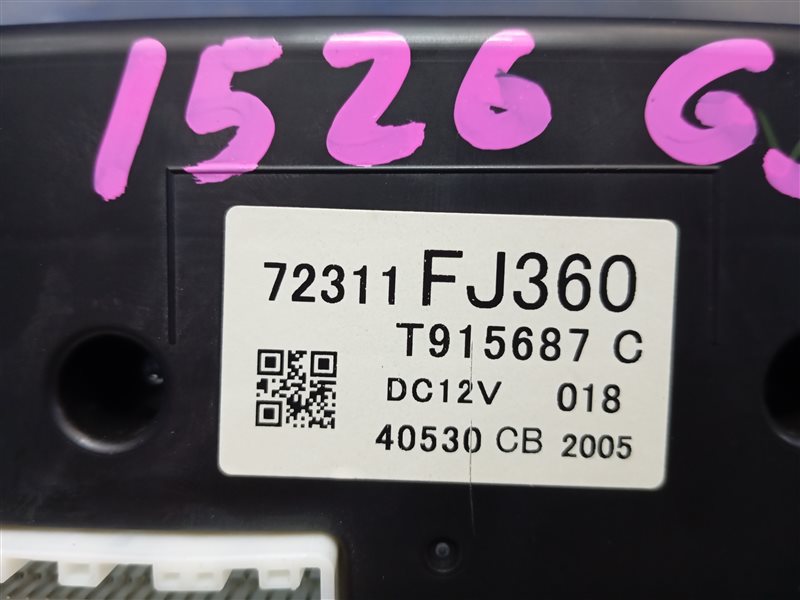 1526 G
72311 FJ360
T915687 C
DC12V 018
40530 CB 2005